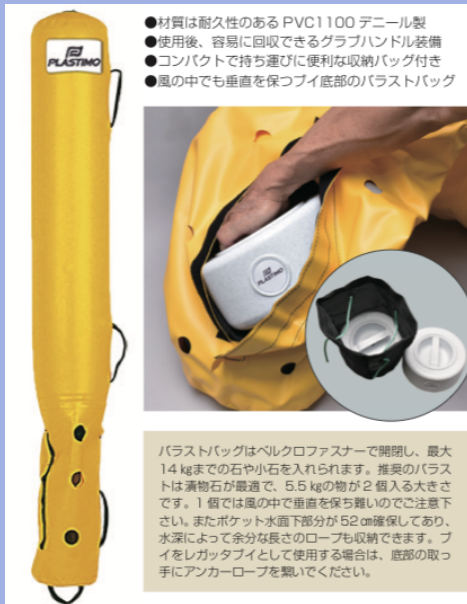 PLASTIMO
●材質は耐久性のある PVC1100 デニール製
●使用後、容易に回収できるグラブハンドル装備
●コンパクトで持ち運びに便利な収納バッグ付き
●風の中でも垂直を保つブイ底部のバラストバッグ
PLASTIMO
バラストバッグはベルクロファスナーで開閉し、最大
14 kgまでの石や小石を入れられます。推奨のバラス
トは漬物石が最適で、5.5 kgの物が2個入る大きさ
です。1個では風の中で垂直を保ち難いのでご注意下
さい。またポケット水面下部分が52㎝確保してあり、
水深によって余分な長さのロープも収納できます。ブ
イをレガッタブイとして使用する場合は、底部の取っ
手にアンカーロープを繋いでください。